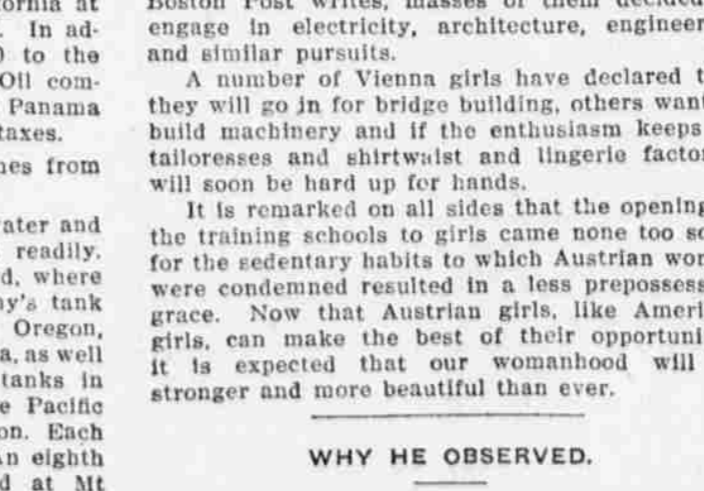 ornia at
. In ad-
) to the
Oil com-
Panama
taxes.
nes from
ater and
readily.
d, where
ny's tank
Oregon,
a, as well
tanks in
e Pacific
on. Each
n eighth
d at Mt
Boston Post writes, masses of them decided
engage in electricity, architecture, engineer
and similar pursuits.
A number of Vienna girls have declared t
they will go in for bridge building, others want
build machinery and if the enthusiasm keeps
tailoresses and shirtwaist and lingerie factor
will soon be hard up for hands.
It is remarked on all sides that the opening
the training schools to girls came none too so
for the sedentary habits to which Austrian wor
were condemned resulted in a less prepossess
grace. Now that Austrian girls, like Ameri
girls, can make the best of their opportuni
it is expected that our womanhood will
stronger and more beautiful than ever.
WHY HE OBSERVED.